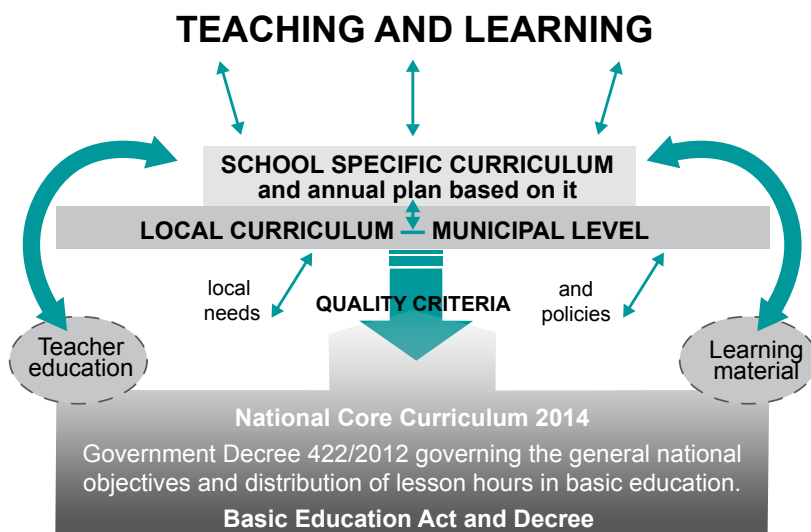 TEACHING AND LEARNING
SCHOOL SPECIFIC CURRICULUM
and annual plan based on it
LOCAL CURRICULUM — MUNICIPAL LEVEL
local
needs
QUALITY CRITERIA
and
policies
Teacher
education
Learning
material
National Core Curriculum 2014
Government Decree 422/2012 governing the general national
objectives and distribution of lesson hours in basic education.
Basic Education Act and Decree